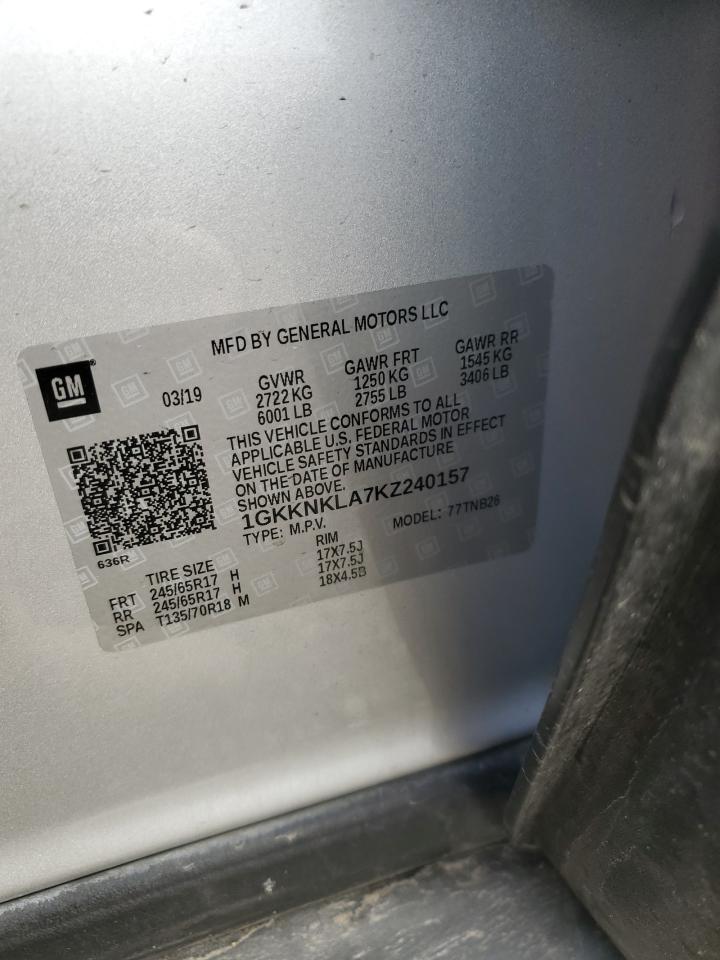 MFD BY GENERAL MOTORS LLC
GM®
03/19
GVWR
2722 KG
6001 LB
GAWR FRT
1250 KG
2755 LB
GAWR RR
1545 KG
3406 LB
THIS VEHICLE CONFORMS TO ALL
APPLICABLE U.S. FEDERAL MOTOR
VEHICLE SAFETY STANDARDS IN EFFECT
ON THE DATE OF MANUFACTURE
SHOWN ABOVE.
1GKKNKLA7KZ240157
TYPE: M.P.V. MODEL: 77TNB26
636R
TIRE SIZE RIM
FRT 245/65R17 H 17X7.5J
RR 245/65R17 H 17X7.5J
SPA T135/70R18 M 18X4.5B